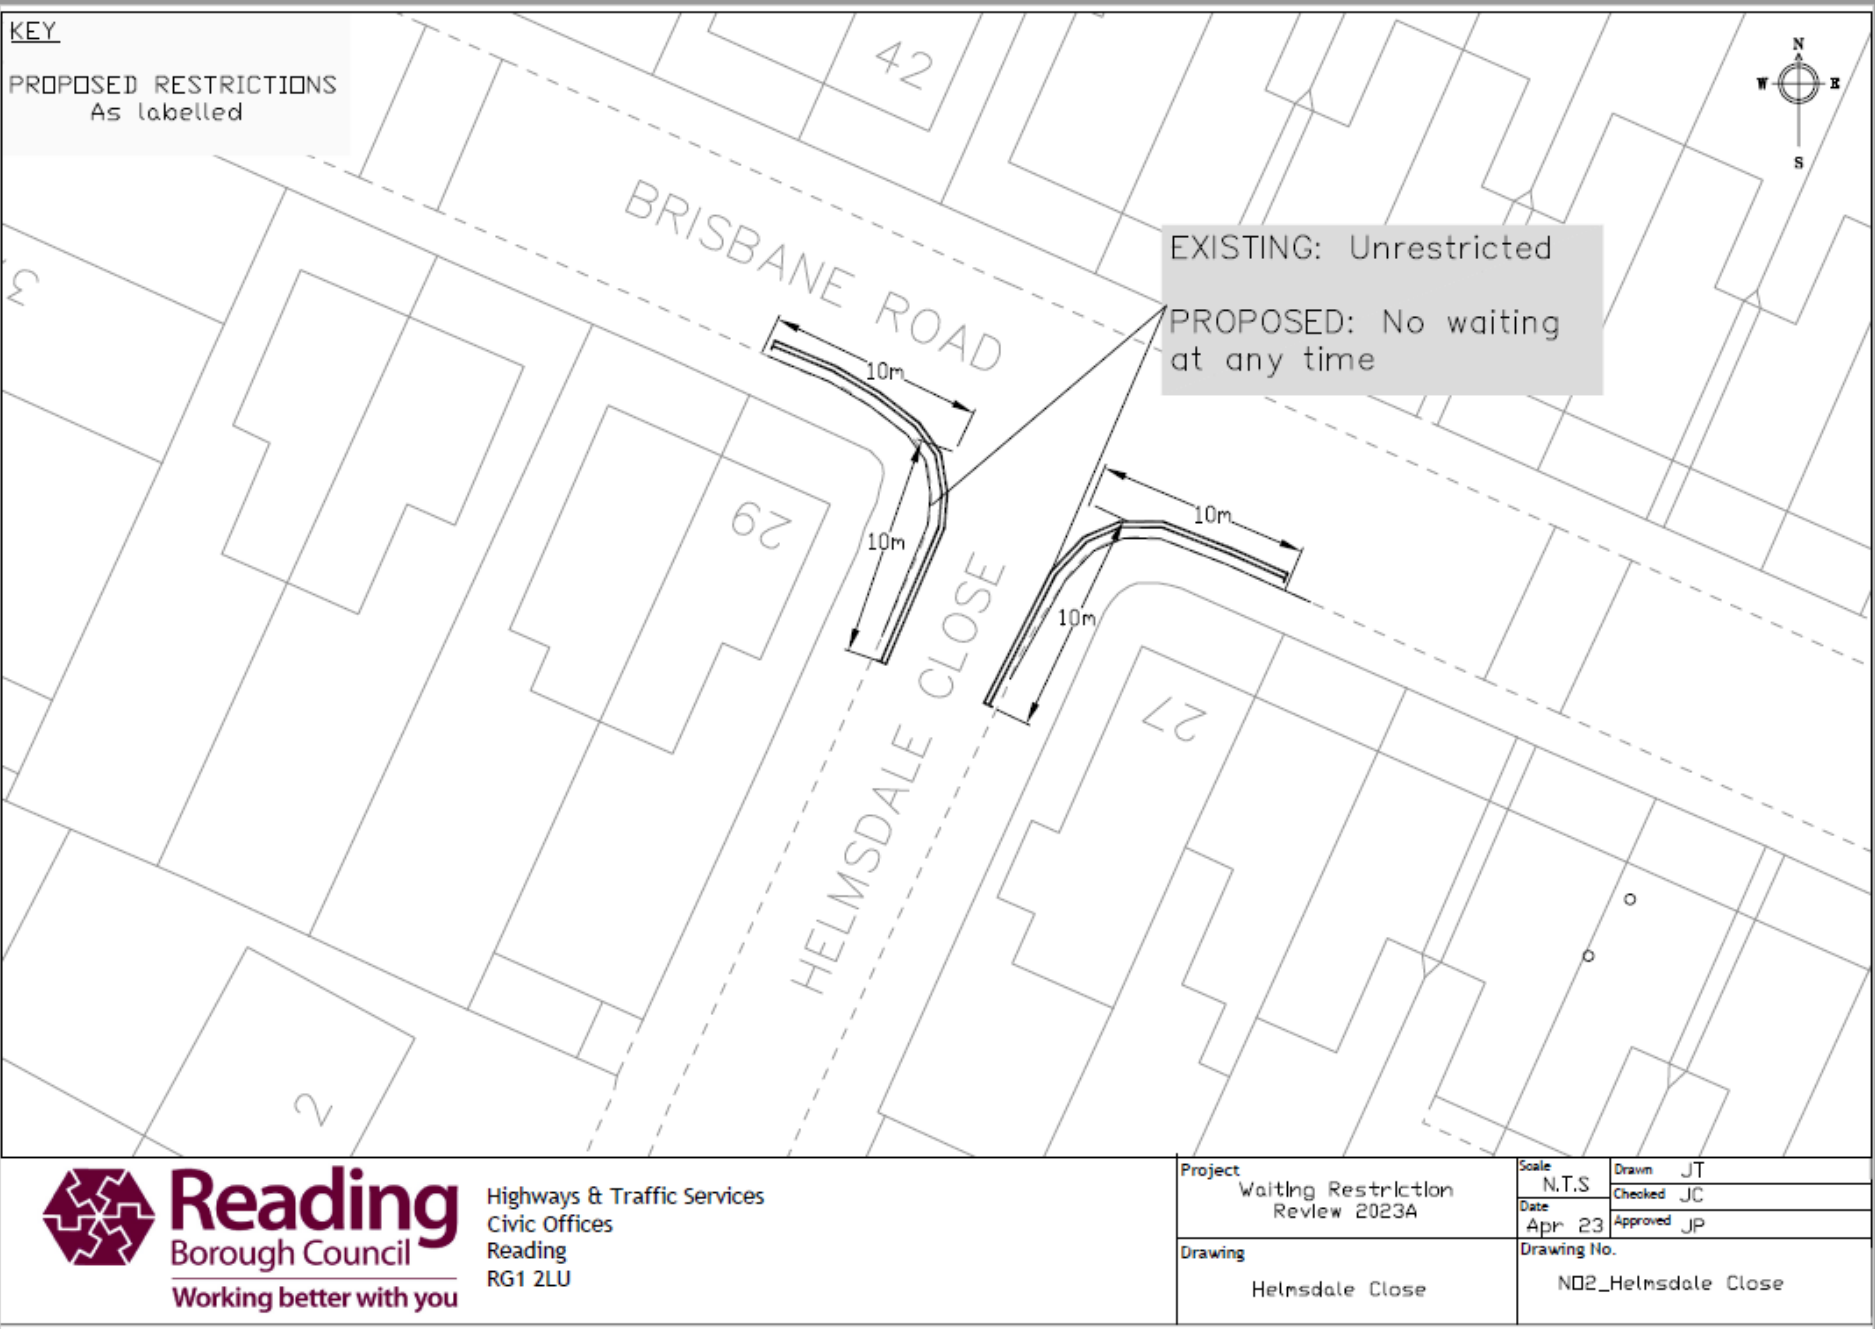 KEY
PROPOSED RESTRICTIONS
As labelled
42
N
W E
S
BRISBANE ROAD
EXISTING: Unrestricted
PROPOSED: No waiting
at any time
3
10m
10m
29
10m
10m
HELMSDALE CLOSE
27
2
Reading
Borough Council
Working better with you
Highways & Traffic Services
Civic Offices
Reading
RG1 2LU
Project
Waiting Restriction
Review 2023A
Scale
N.T.S
Date
Apr 23
Drawn JT
Checked JC
Approved JP
Drawing
Helmsdale Close
Drawing No.
NO2_Helmsdale Close